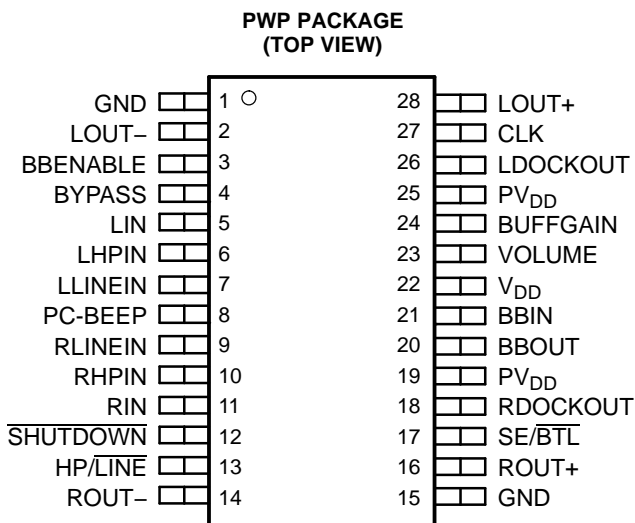 PWP PACKAGE
(TOP VIEW)
GND 1 28 LOUT+
LOUT− 2 27 CLK
BBENABLE 3 26 LDOCKOUT
BYPASS 4 25 PVDD
LIN 5 24 BUFFGAIN
LHPIN 6 23 VOLUME
LLINEIN 7 22 VDD
PC-BEEP 8 21 BBIN
RLINEIN 9 20 BBOUT
RHPIN 10 19 PVDD
RIN 11 18 RDOCKOUT
SHUTDOWN 12 17 SE/BTL
HP/LINE 13 16 ROUT+
ROUT− 14 15 GND